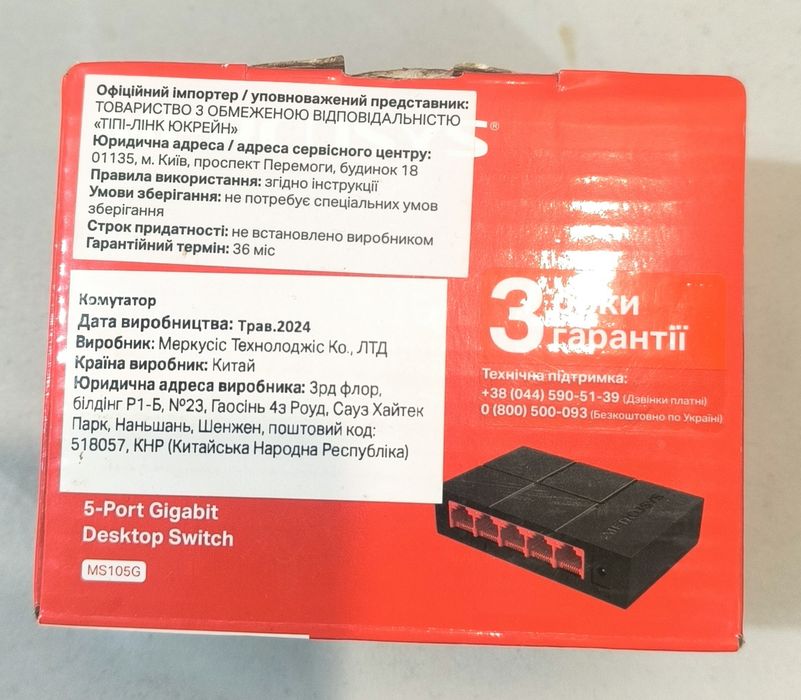 Офіційний імпортер / уповноважений представник:
ТОВАРИСТВО З ОБМЕЖЕНОЮ ВІДПОВІДАЛЬНІСТЮ
«ТІПІ-ЛІНК ЮКРЕЙН»
Юридична адреса / адреса сервісного центру:
01135, м. Київ, проспект Перемоги, будинок 18
Правила використання: згідно інструкції
Умови зберігання: не потребує спеціальних умов
зберігання
Строк придатності: не встановлено виробником
Гарантійний термін: 36 міс
Комутатор
Дата виробництва: Трав.2024
Виробник: Меркусіс Технолоджіс Ко., ЛТД
Країна виробник: Китай
Юридична адреса виробника: 3рд флор,
білдінг Р1-Б, №23, Гаосінь 4з Роуд, Сауз Хайтек
Парк, Наньшань, Шенжен, поштовий код:
518057, КНР (Китайська Народна Республіка)
3 роки
гарантії
Технічна підтримка:
+38 (044) 590-51-39 (Дзвінки платні)
0 (800) 500-093 (Безкоштовно по Україні)
MERCUSYS
5-Port Gigabit
Desktop Switch
MS105G